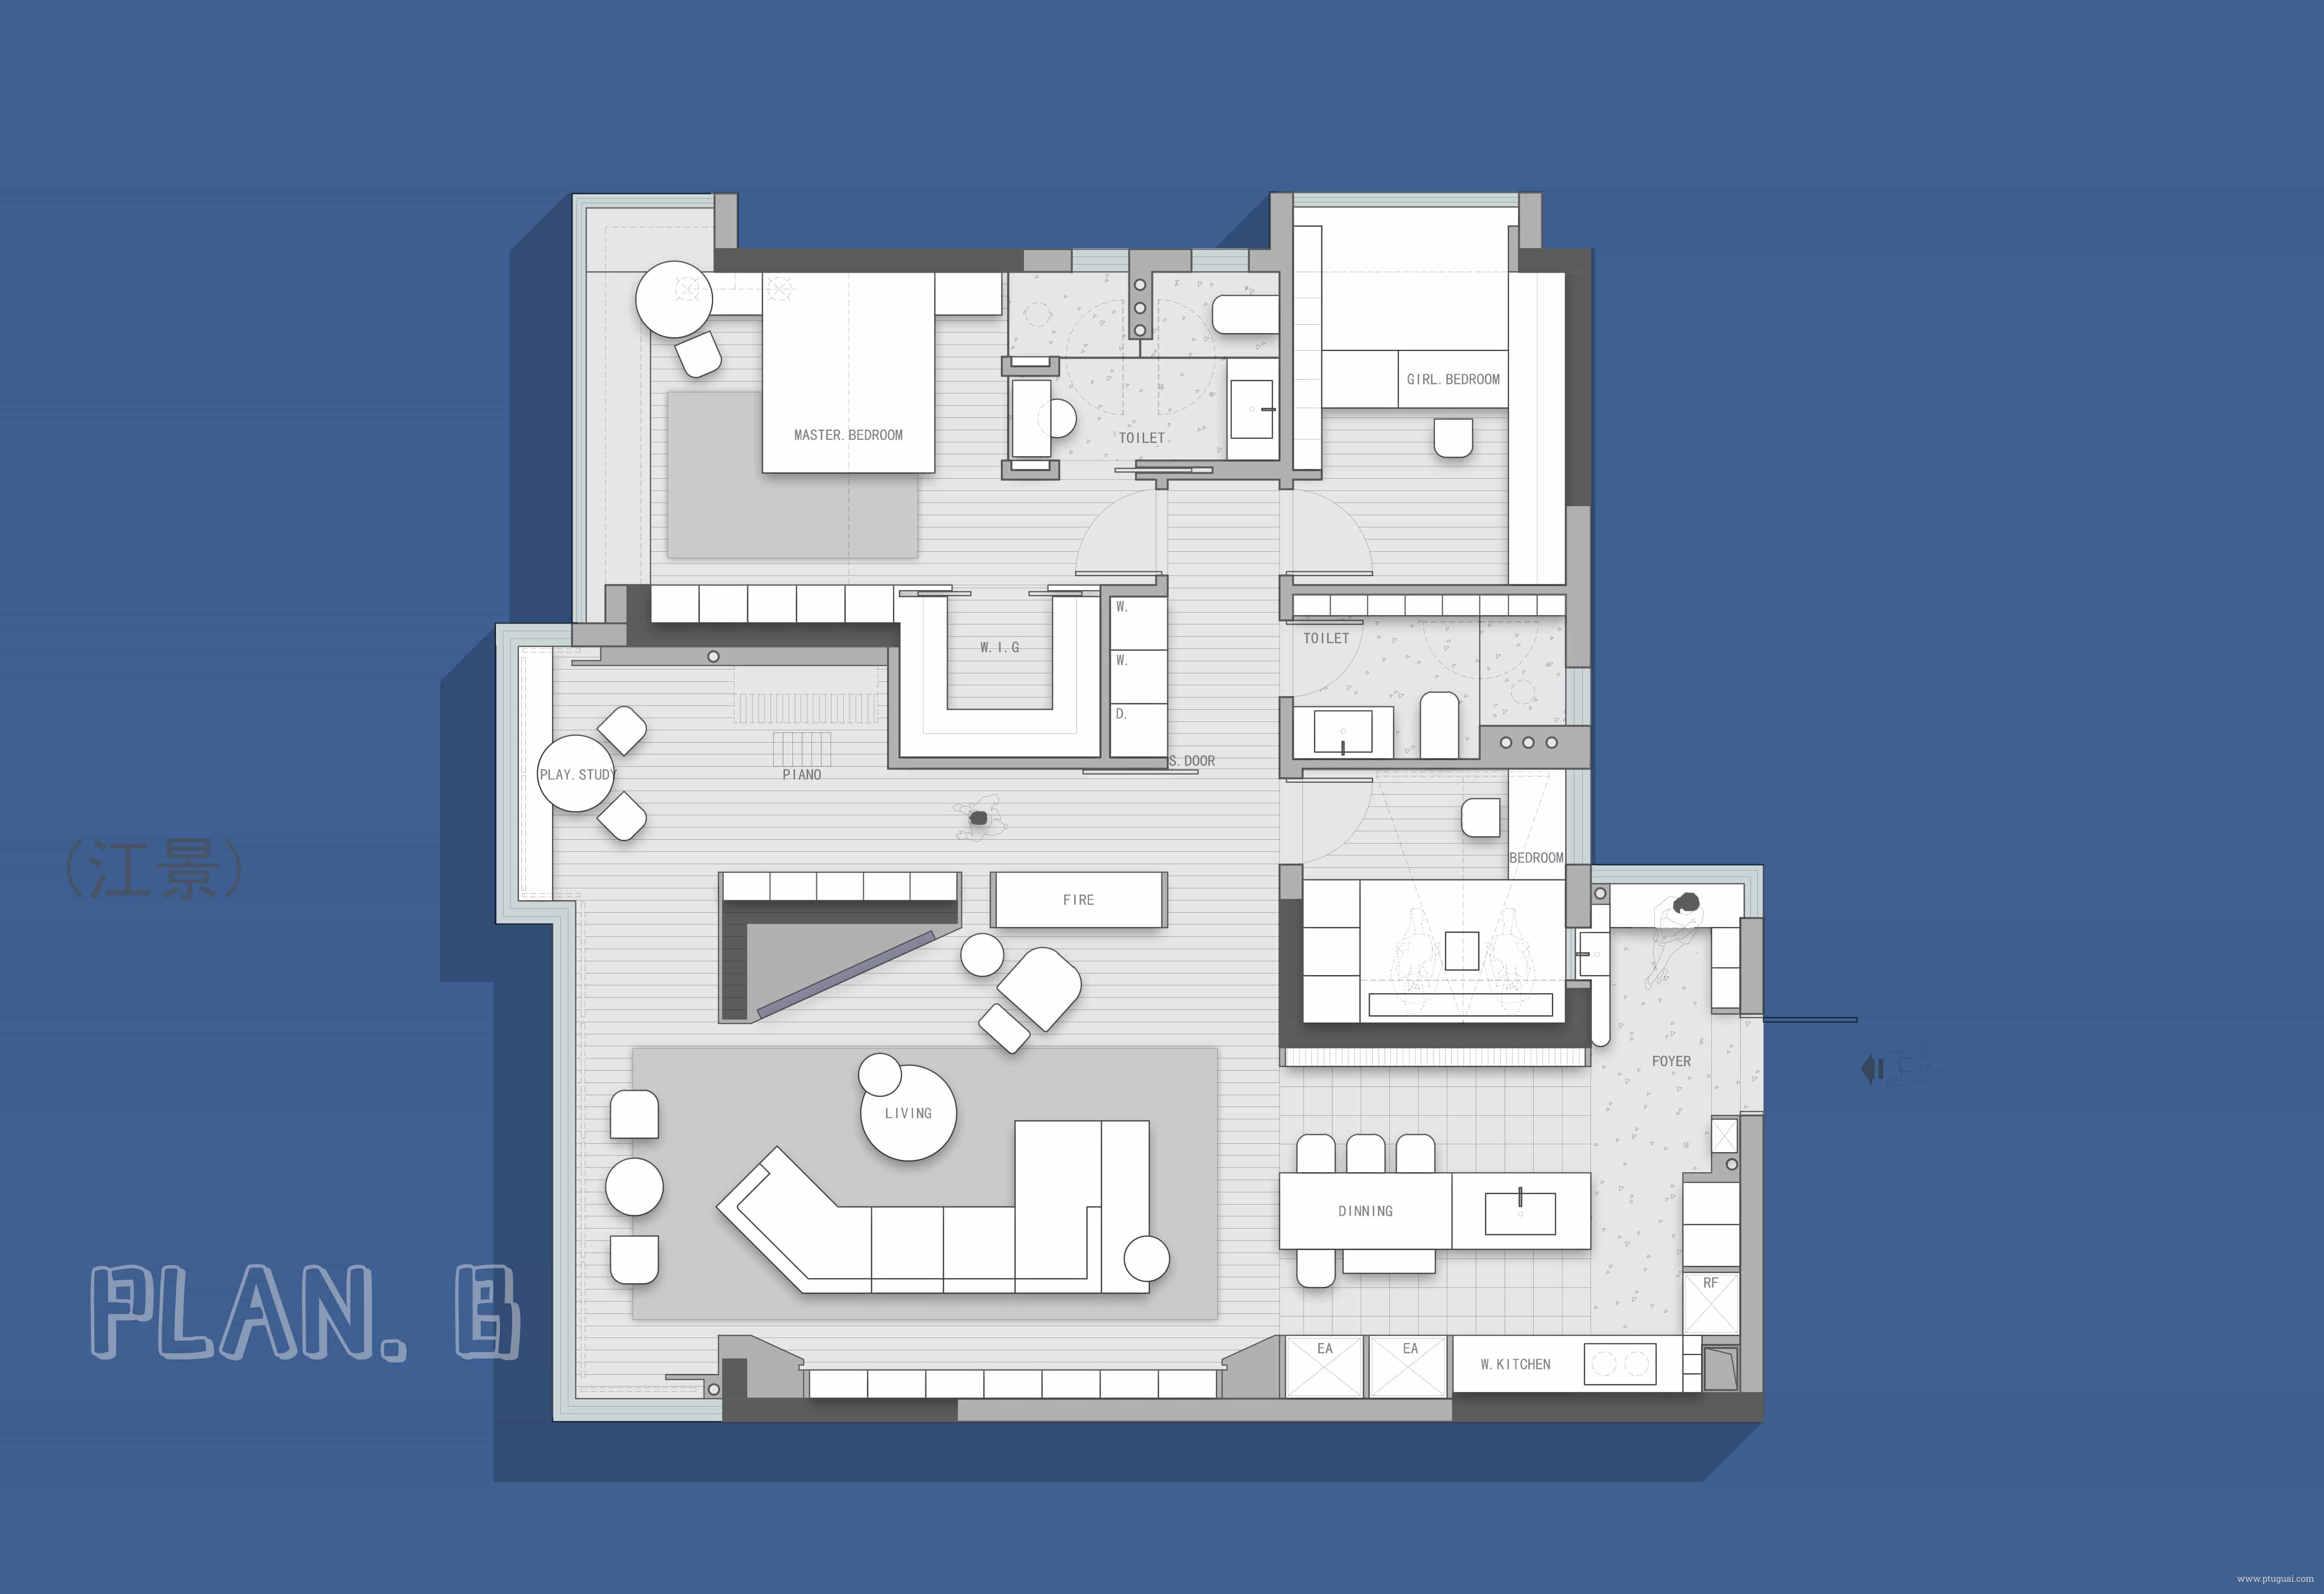 GIRL.BEDROOM
MASTER.BEDROOM
TOILET
W.
TOILET
W.I.G
W.
D.
S.DOOR
PLAY.STUDY
PIANO
BEDROOM
(江景)
FIRE
FOYER
LIVING
DINNING
PLAN. B
RF
EA
EA
W.KITCHEN
www.ptuguai.com